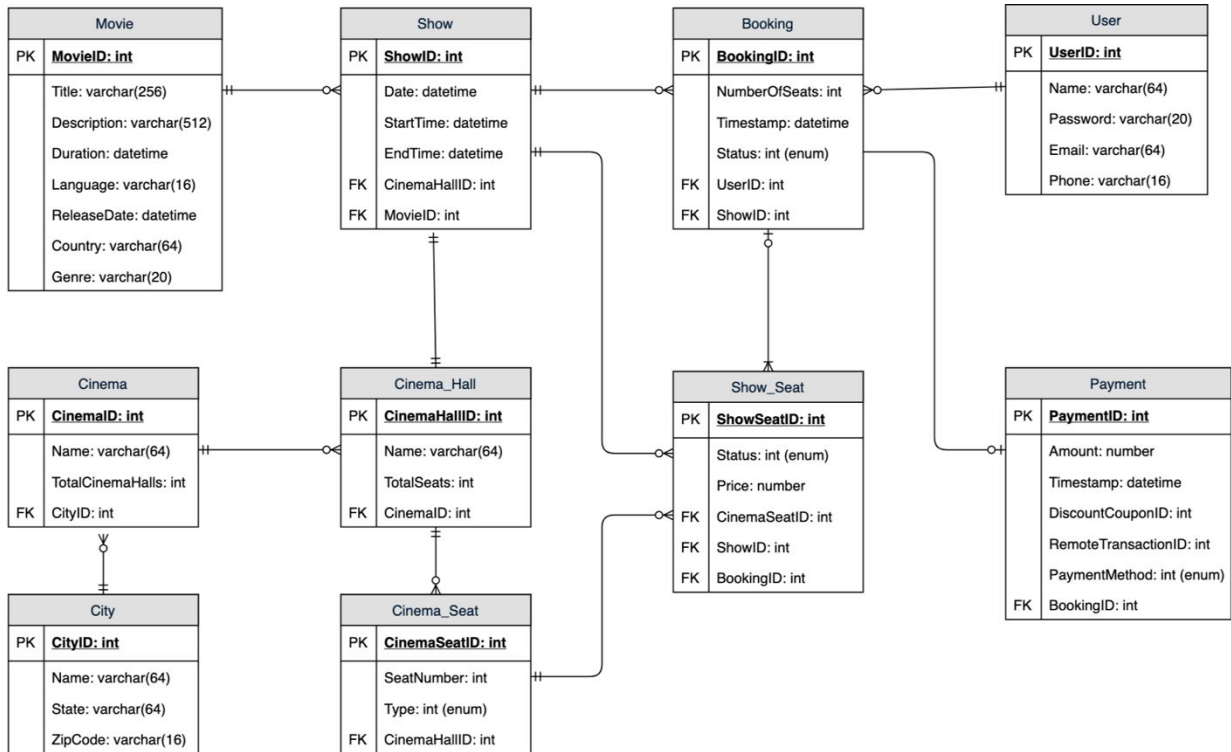 Movie
PK MovieID: int
Title: varchar(256)
Description: varchar(512)
Duration: datetime
Language: varchar(16)
ReleaseDate: datetime
Country: varchar(64)
Genre: varchar(20)
Show
PK ShowID: int
Date: datetime
StartTime: datetime
EndTime: datetime
FK CinemaHallID: int
FK MovieID: int
Booking
PK BookingID: int
NumberOfSeats: int
Timestamp: datetime
Status: int (enum)
FK UserID: int
FK ShowID: int
User
PK UserID: int
Name: varchar(64)
Password: varchar(20)
Email: varchar(64)
Phone: varchar(16)
Cinema
PK CinemaID: int
Name: varchar(64)
TotalCinemaHalls: int
FK CityID: int
Cinema_Hall
PK CinemaHallID: int
Name: varchar(64)
TotalSeats: int
FK CinemaID: int
Show_Seat
PK ShowSeatID: int
Status: int (enum)
Price: number
FK CinemaSeatID: int
FK ShowID: int
FK BookingID: int
Payment
PK PaymentID: int
Amount: number
Timestamp: datetime
DiscountCouponID: int
RemoteTransactionID: int
PaymentMethod: int (enum)
FK BookingID: int
City
PK CityID: int
Name: varchar(64)
State: varchar(64)
ZipCode: varchar(16)
Cinema_Seat
PK CinemaSeatID: int
SeatNumber: int
Type: int (enum)
FK CinemaHallID: int